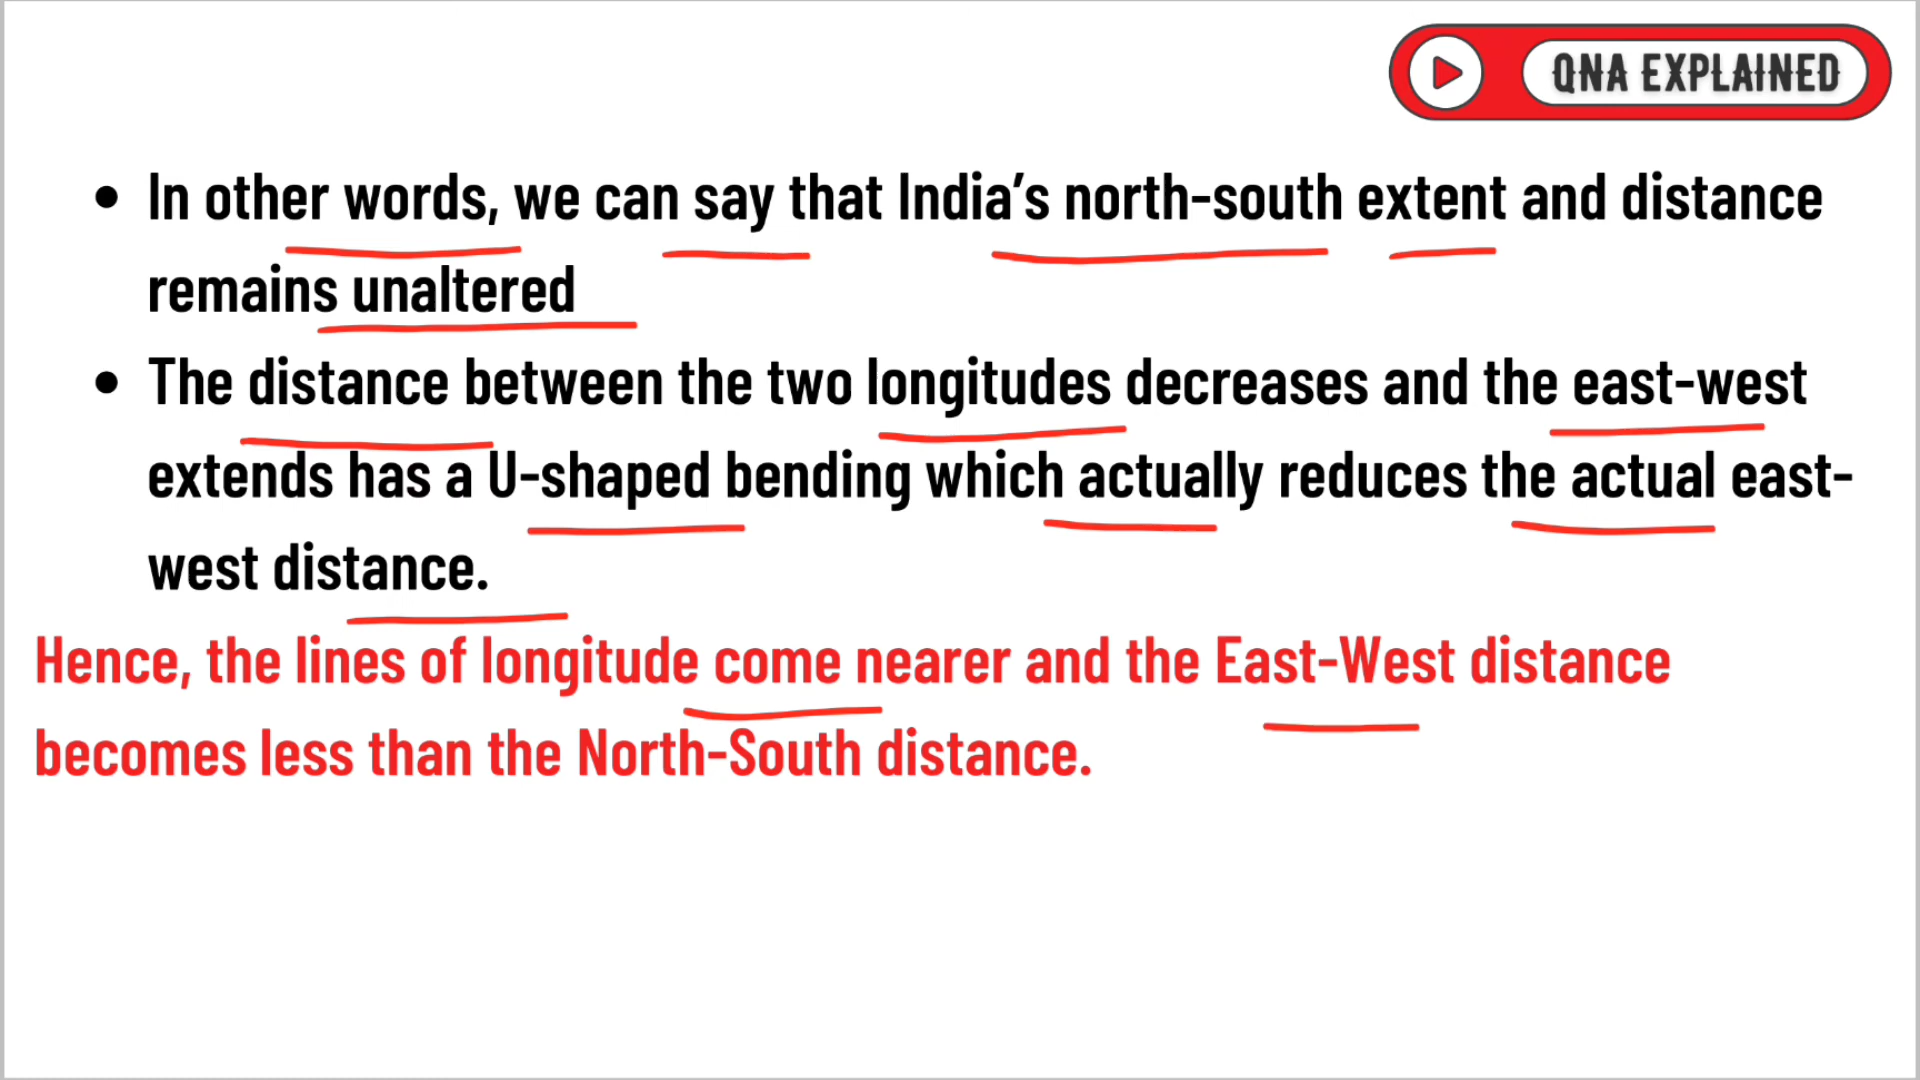 QNA EXPLAINED
• In other words, we can say that India's north-south extent and distance
remains unaltered
• The distance between the two longitudes decreases and the east-west
extends has a U-shaped bending which actually reduces the actual east-
west distance.
Hence, the lines of longitude come nearer and the East-West distance
becomes less than the North-South distance.